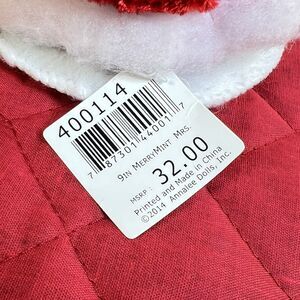 400114
7 87301 44001 7
9IN MERRYMINT MRS.
MSRP 32.00
Printed and Made in China
©2014 Annalee Dolls, Inc.